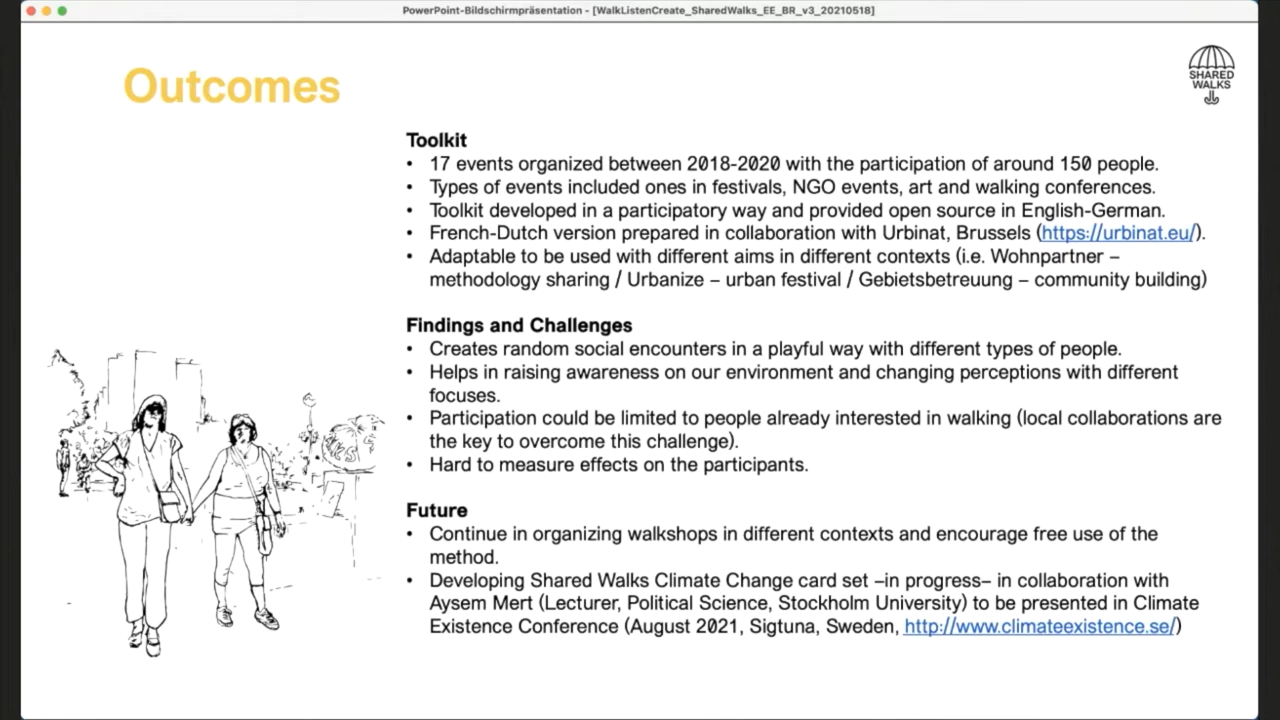 PowerPoint-Bildschirmpräsentation - [WalkListenCreate_SharedWalks_EE_BR_v3_20210518]
Outcomes
SHARED
WALKS
Toolkit
• 17 events organized between 2018-2020 with the participation of around 150 people.
• Types of events included ones in festivals, NGO events, art and walking conferences.
• Toolkit developed in a participatory way and provided open source in English-German.
• French-Dutch version prepared in collaboration with Urbinat, Brussels (https://urbinat.eu/).
• Adaptable to be used with different aims in different contexts (i.e. Wohnpartner –
methodology sharing / Urbanize – urban festival / Gebietsbetreuung – community building)
Findings and Challenges
• Creates random social encounters in a playful way with different types of people.
• Helps in raising awareness on our environment and changing perceptions with different
focuses.
• Participation could be limited to people already interested in walking (local collaborations are
the key to overcome this challenge).
• Hard to measure effects on the participants.
Future
• Continue in organizing walkshops in different contexts and encourage free use of the
method.
• Developing Shared Walks Climate Change card set –in progress– in collaboration with
Aysem Mert (Lecturer, Political Science, Stockholm University) to be presented in Climate
Existence Conference (August 2021, Sigtuna, Sweden, http://www.climateexistence.se/)